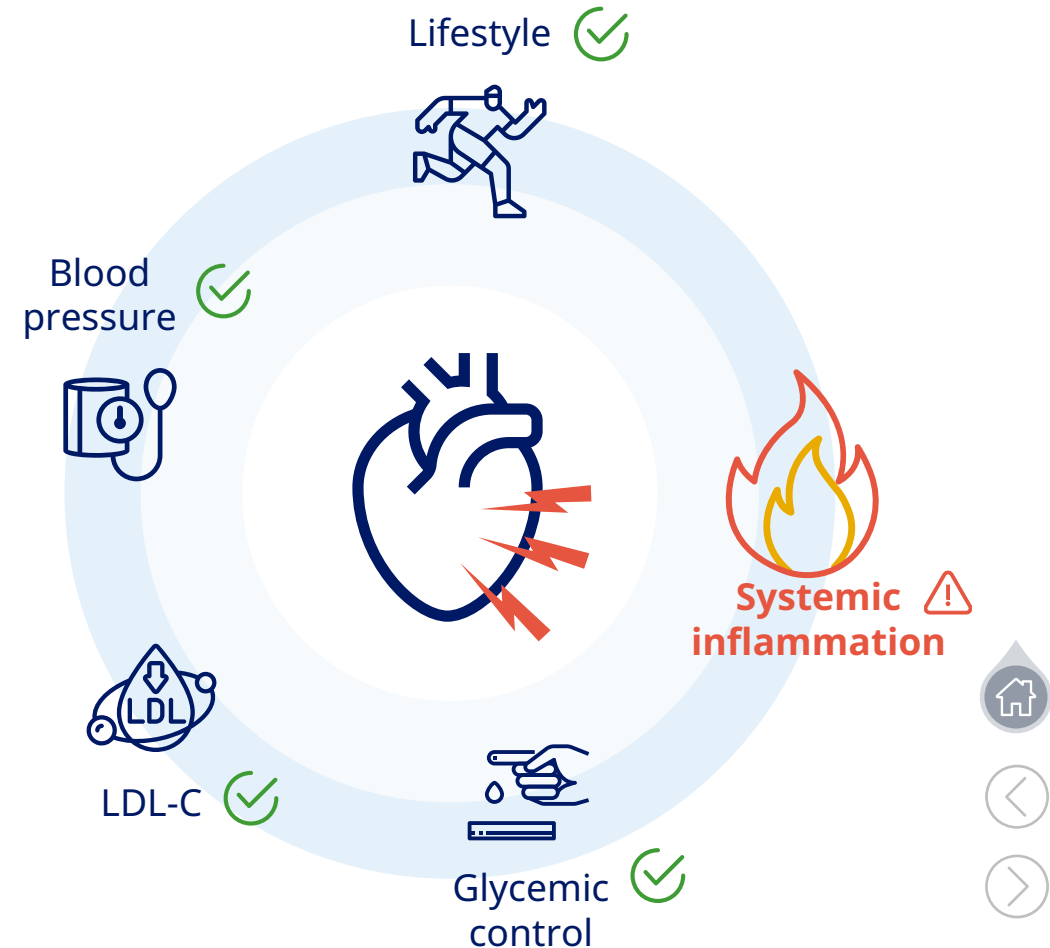 Lifestyle
Blood
pressure
Systemic
inflammation
LDL
LDL-C
Glycemic
control